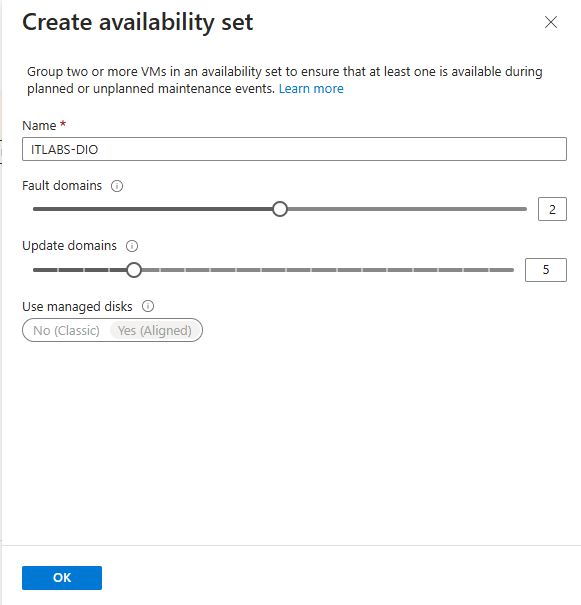 Create availability set
Group two or more VMs in an availability set to ensure that at least one is available during
planned or unplanned maintenance events. Learn more
Name *
ITLABS-DIO
Fault domains
2
Update domains
5
Use managed disks
No (Classic) Yes (Aligned)
OK